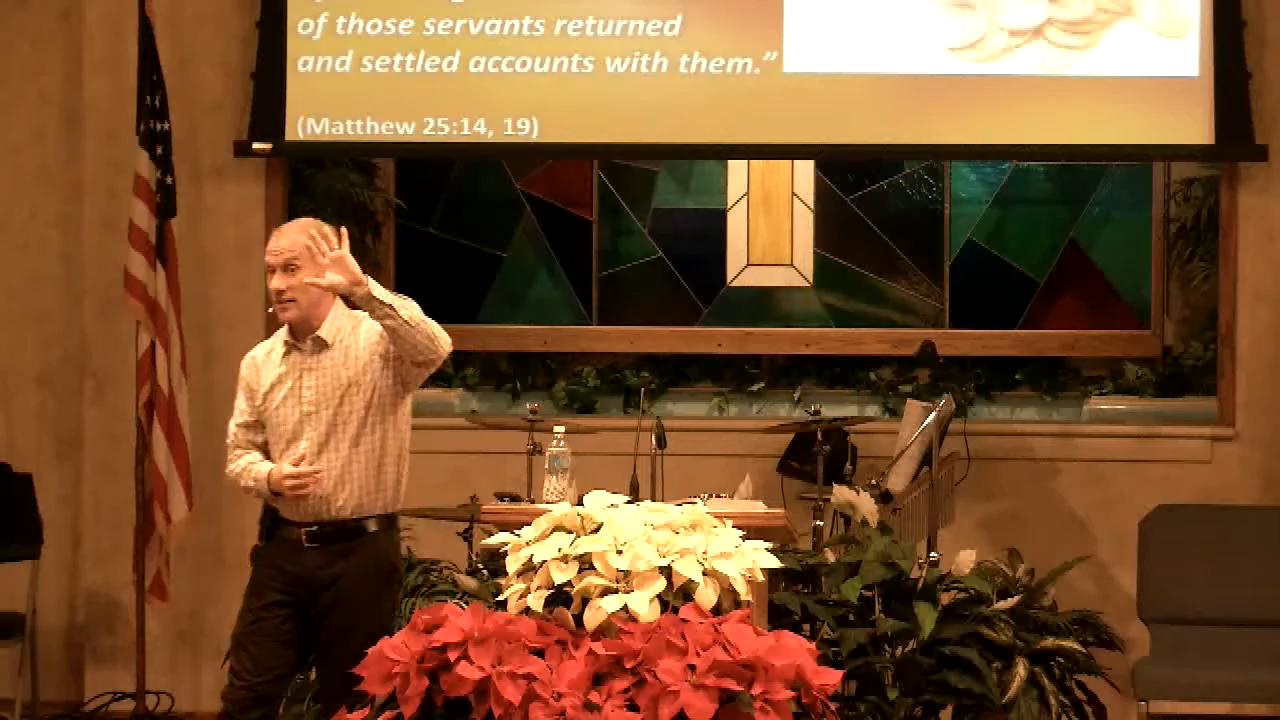 of those servants returned
and settled accounts with them.”
(Matthew 25:14, 19)